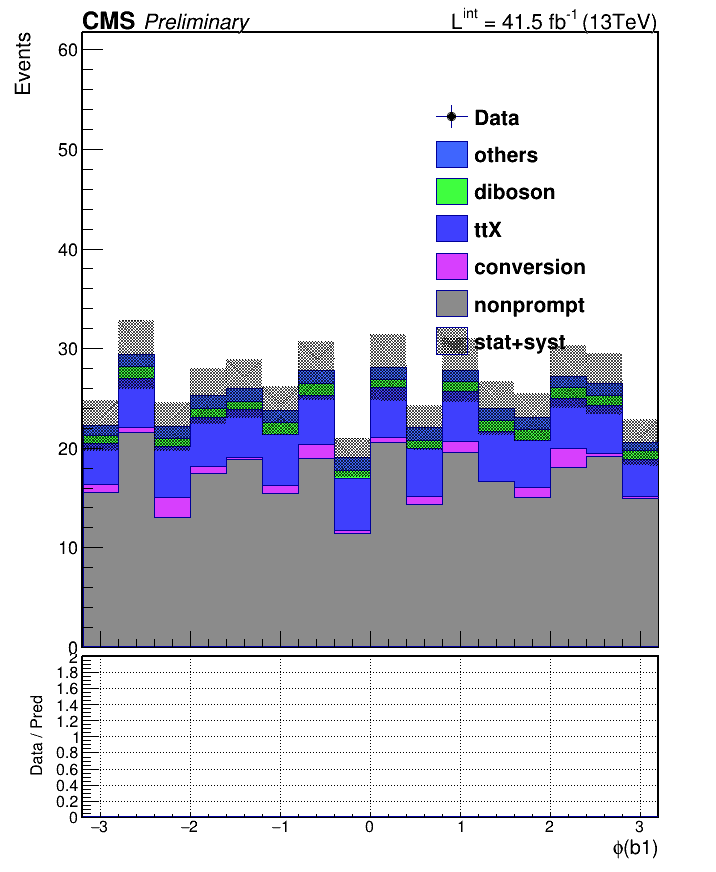 CMS Preliminary L^int = 41.5 fb^-1 (13TeV)
Events
60
50
40
30
20
10
0
Data
others
diboson
ttX
conversion
nonprompt
stat+syst
Data / Pred
2
1.8
1.6
1.4
1.2
1
0.8
0.6
0.4
0.2
0
−3 −2 −1 0 1 2 3
ϕ(b1)